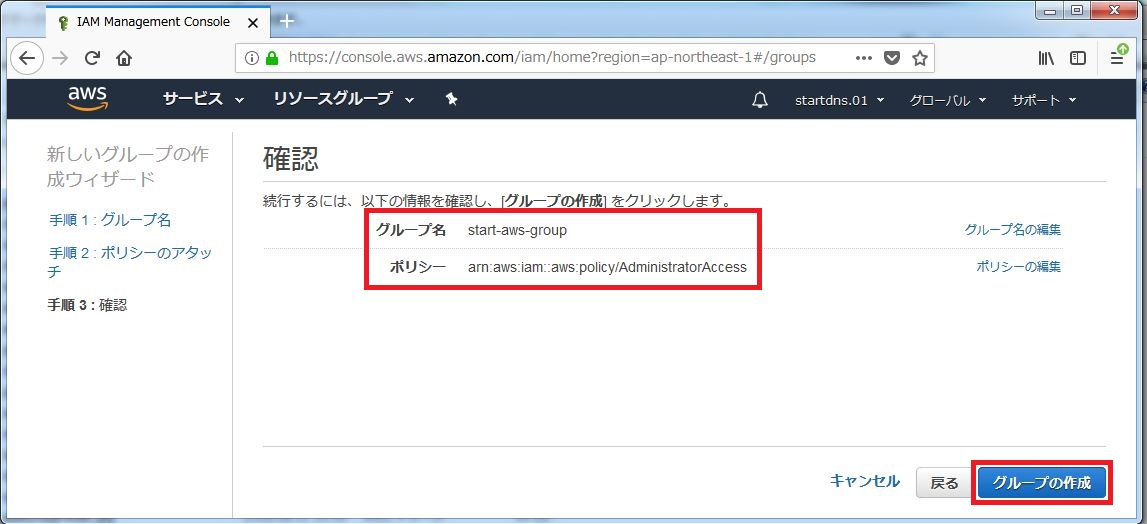 IAM Management Console
https://console.aws.amazon.com/iam/home?region=ap-northeast-1#/groups
aws サービス リソースグループ startdns.01 グローバル サポート
新しいグループの作
成ウィザード
手順 1 : グループ名
手順 2 : ポリシーのアタッ
チ
手順 3 : 確認
確認
続行するには、以下の情報を確認し、[グループの作成] をクリックします。
グループ名 start-aws-group グループ名の編集
ポリシー arn:aws:iam::aws:policy/AdministratorAccess ポリシーの編集
キャンセル 戻る グループの作成